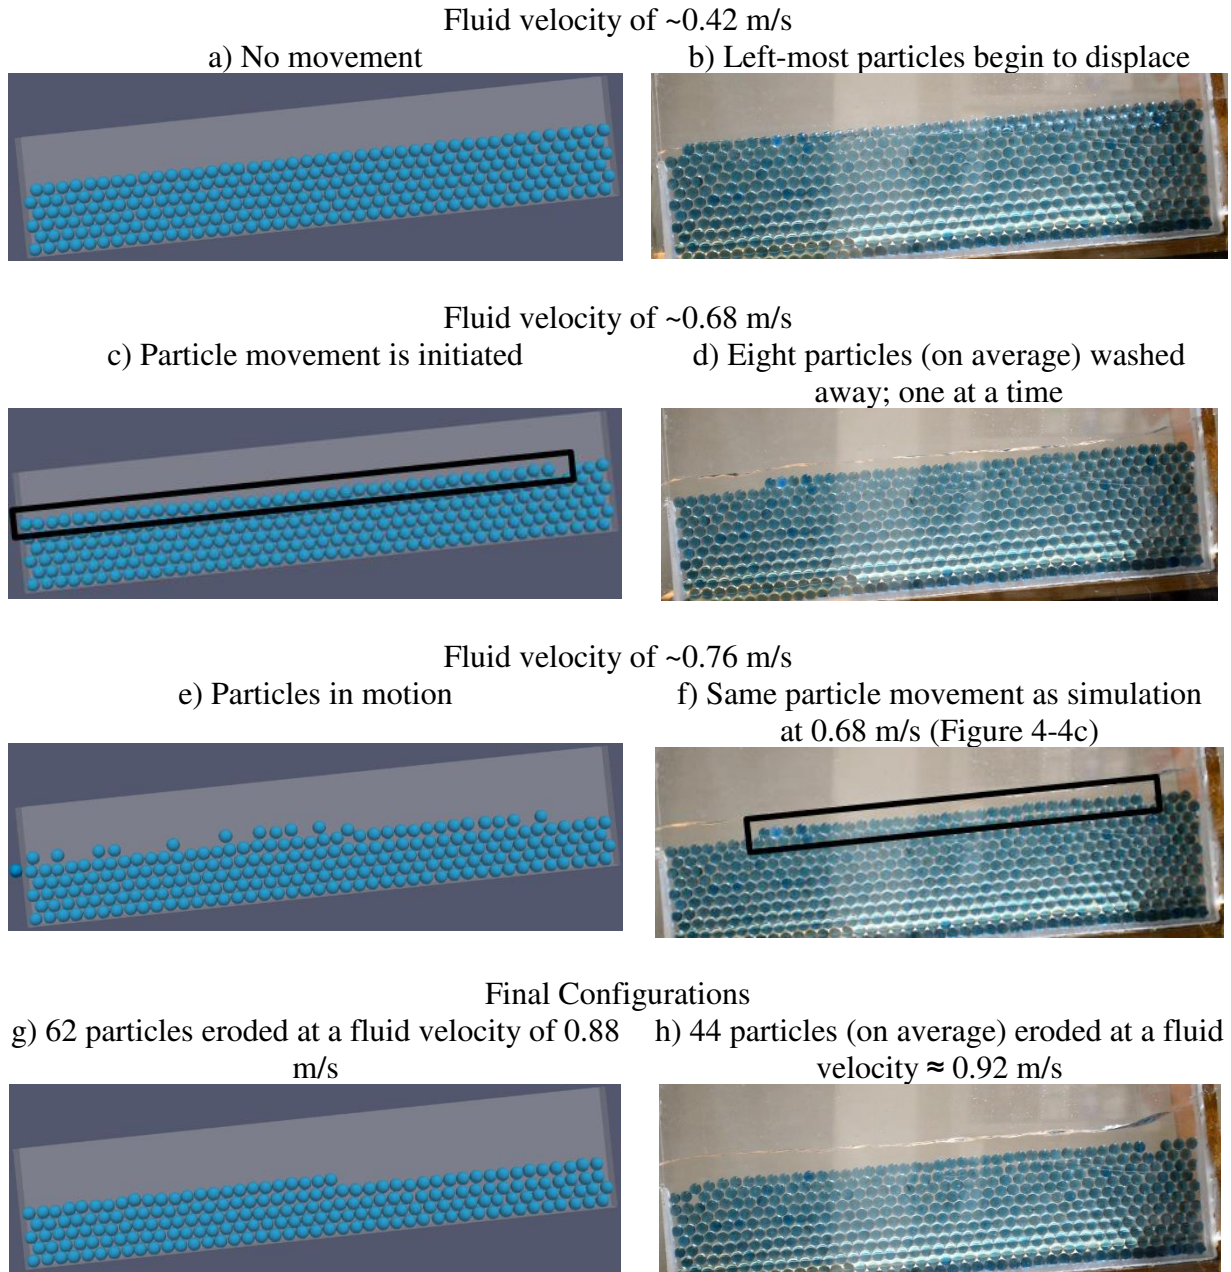 Fluid velocity of ~0.42 m/s
a) No movement
b) Left-most particles begin to displace
Fluid velocity of ~0.68 m/s
c) Particle movement is initiated
d) Eight particles (on average) washed
away; one at a time
Fluid velocity of ~0.76 m/s
e) Particles in motion
f) Same particle movement as simulation
at 0.68 m/s (Figure 4-4c)
Final Configurations
g) 62 particles eroded at a fluid velocity of 0.88
m/s
h) 44 particles (on average) eroded at a fluid
velocity ≈ 0.92 m/s